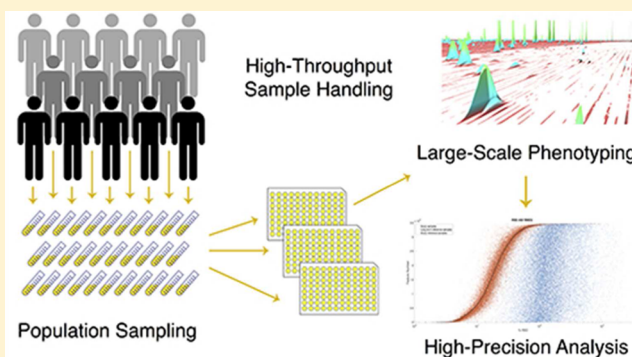 High-Throughput
Sample Handling
Large-Scale Phenotyping
Population Sampling
High-Precision Analysis